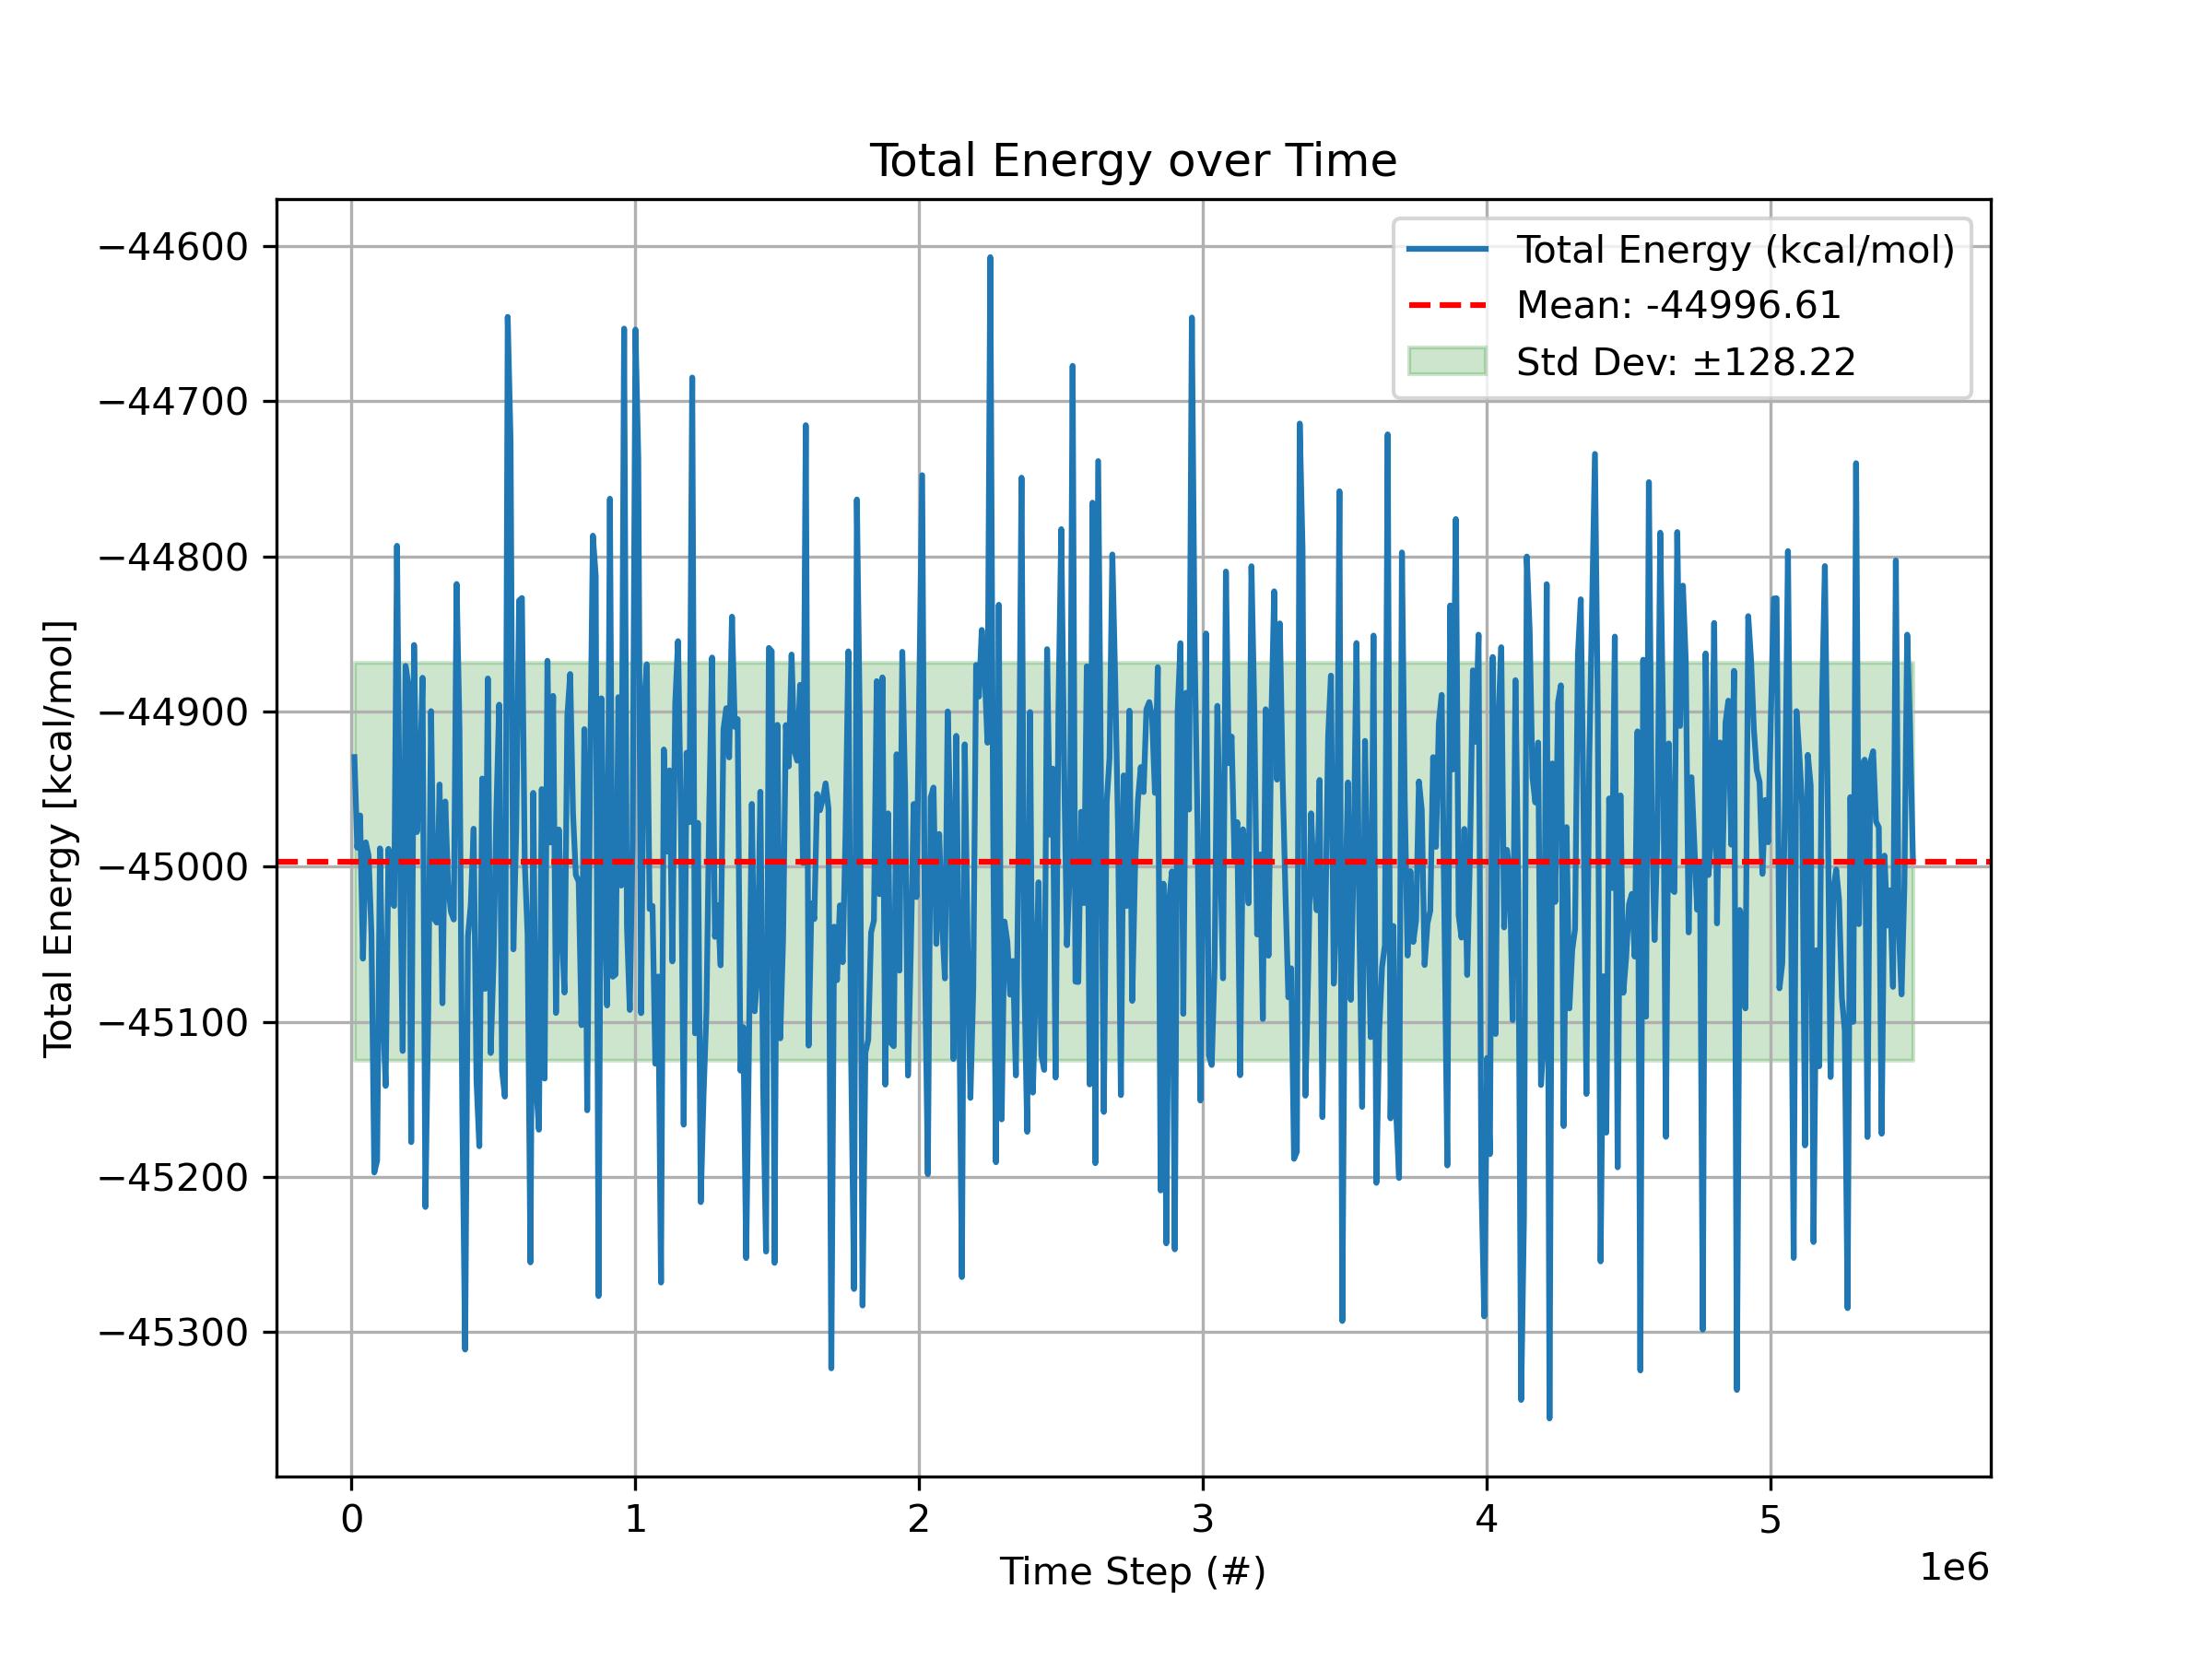 Total Energy over Time
Total Energy (kcal/mol)
Mean: -44996.61
Std Dev: ±128.22
Total Energy [kcal/mol]
−44600
−44700
−44800
−44900
−45000
−45100
−45200
−45300
0 1 2 3 4 5
1e6
Time Step (#)